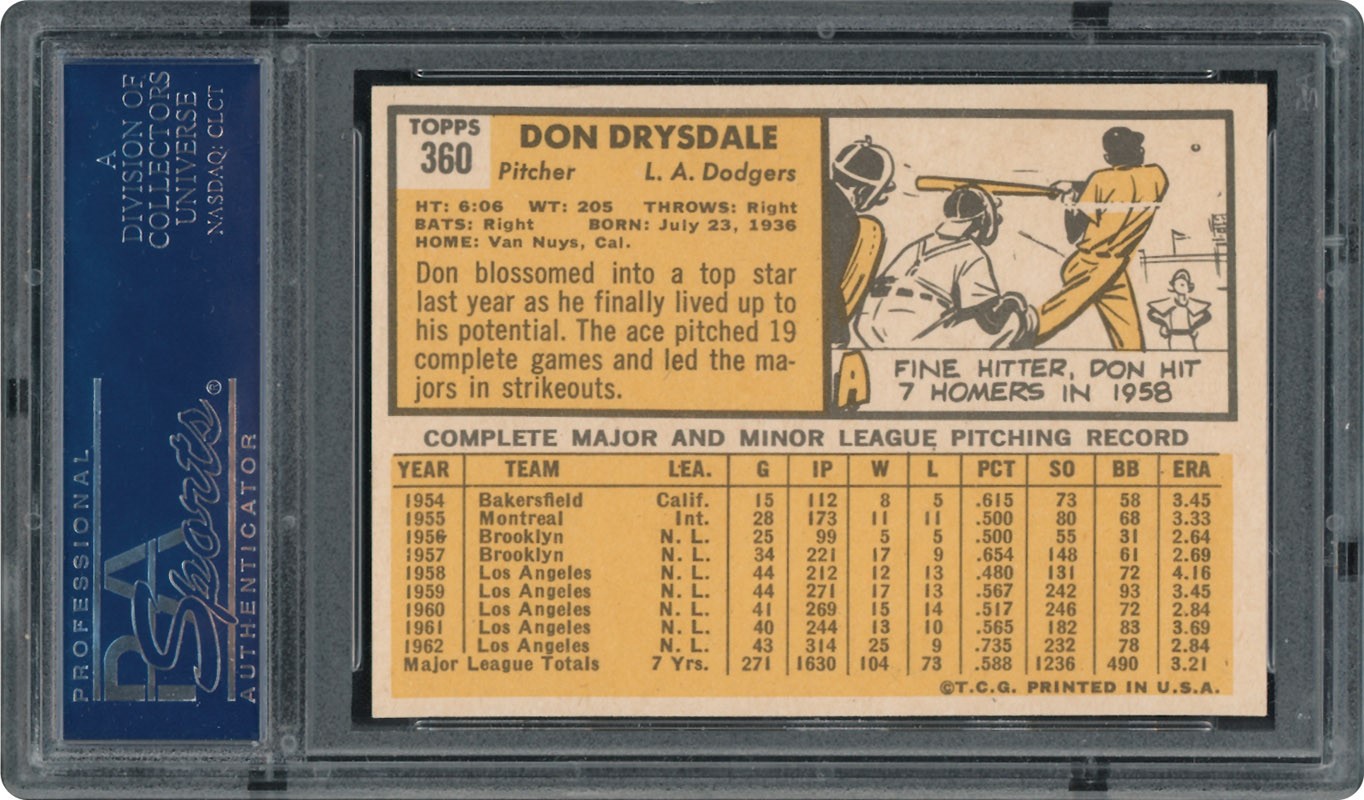 A
DIVISION OF
COLLECTORS
UNIVERSE
NASDAQ: CLCT
PROFESSIONAL
PSA
Sports®
AUTHENTICATOR
TOPPS
360
DON DRYSDALE
Pitcher L. A. Dodgers
HT: 6:06 WT: 205 THROWS: Right
BATS: Right BORN: July 23, 1936
HOME: Van Nuys, Cal.
Don blossomed into a top star
last year as he finally lived up to
his potential. The ace pitched 19
complete games and led the ma-
jors in strikeouts.
FINE HITTER, DON HIT
7 HOMERS IN 1958
COMPLETE MAJOR AND MINOR LEAGUE PITCHING RECORD
YEAR TEAM LEA. G IP W L PCT SO BB ERA
1954 Bakersfield Calif. 15 112 8 5 .615 73 58 3.45
1955 Montreal Int. 28 173 11 11 .500 80 68 3.33
1956 Brooklyn N. L. 25 99 5 5 .500 55 31 2.64
1957 Brooklyn N. L. 34 221 17 9 .654 148 61 2.69
1958 Los Angeles N. L. 44 212 12 13 .480 131 72 4.16
1959 Los Angeles N. L. 44 271 17 13 .567 242 93 3.45
1960 Los Angeles N. L. 41 269 15 14 .517 246 72 2.84
1961 Los Angeles N. L. 40 244 13 10 .565 182 83 3.69
1962 Los Angeles N. L. 43 314 25 9 .735 232 78 2.84
Major League Totals 7 Yrs. 271 1630 104 73 .588 1236 490 3.21
©T.C.G. PRINTED IN U.S.A.